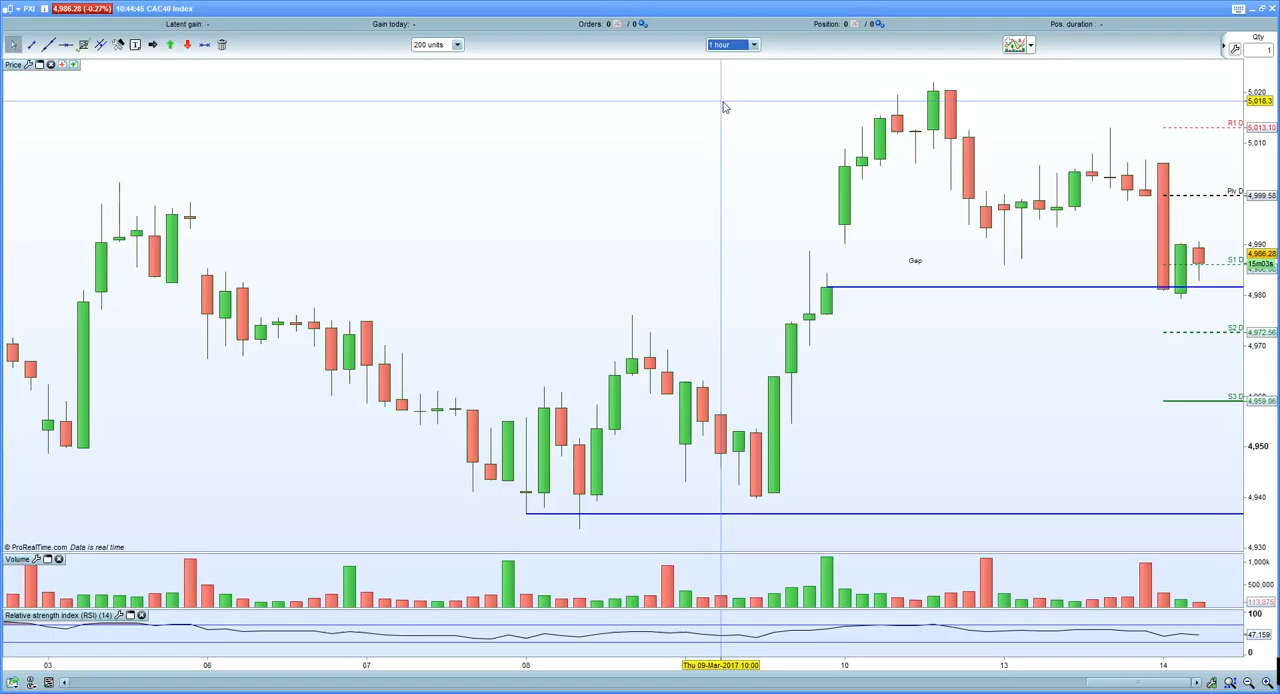 PXI 4,986.28 (-0.27%) 10:44:45 CAC40 Index
Latent gain: - Gain today: - Orders: 0 / 0 Position: 0 / 0 Pos. duration : -
200 units 1 hour Qty
1
Price
5,020
5,018.3
R1 D 5,013.10
5,010
Piv D 4,999.58
4,990
4,986.28
15m03s
S1 D
4,980
Gap
S2 D 4,972.56
4,970
S3 D 4,959.06
4,950
4,940
4,930
© ProRealTime.com Data is real time
Volume
1,000k
500,000
113,875
Relative strength index (RSI) (14)
100
47.159
0
03 06 07 08 Thu 09-Mar-2017 10:00 10 13 14